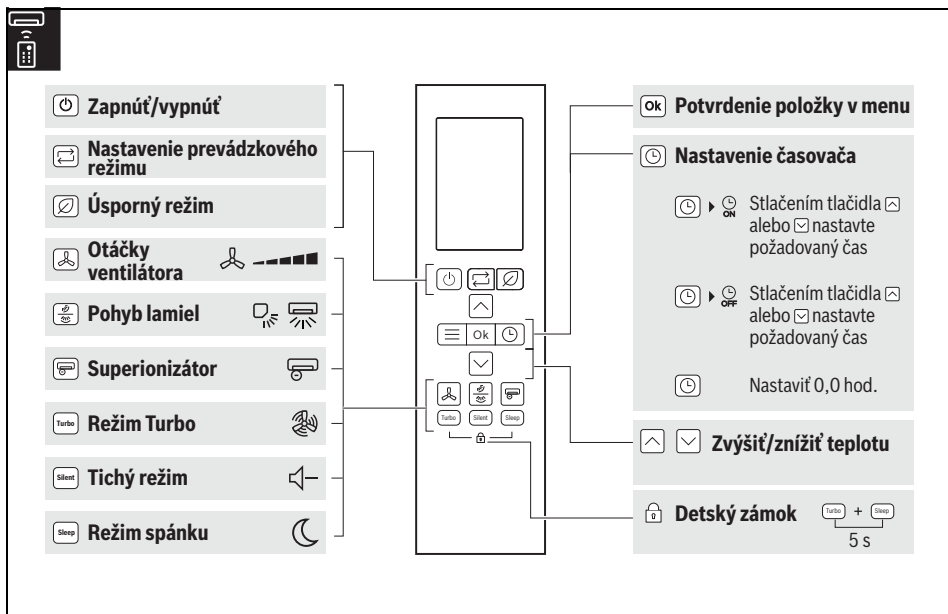 Zapnúť/vypnúť
Nastavenie prevádzkového
režimu
Úsporný režim
Otáčky
ventilátora
Pohyb lamiel
Superionizátor
Turbo Režim Turbo
Silent Tichý režim
Sleep Režim spánku
Ok
Turbo Silent Sleep
Ok Potvrdenie položky v menu
Nastavenie časovača
ON Stlačením tlačidla
alebo nastavte
požadovaný čas
OFF Stlačením tlačidla
alebo nastavte
požadovaný čas
Nastaviť 0,0 hod.
Zvýšiť/znížiť teplotu
Detský zámok Turbo + Sleep
5 s